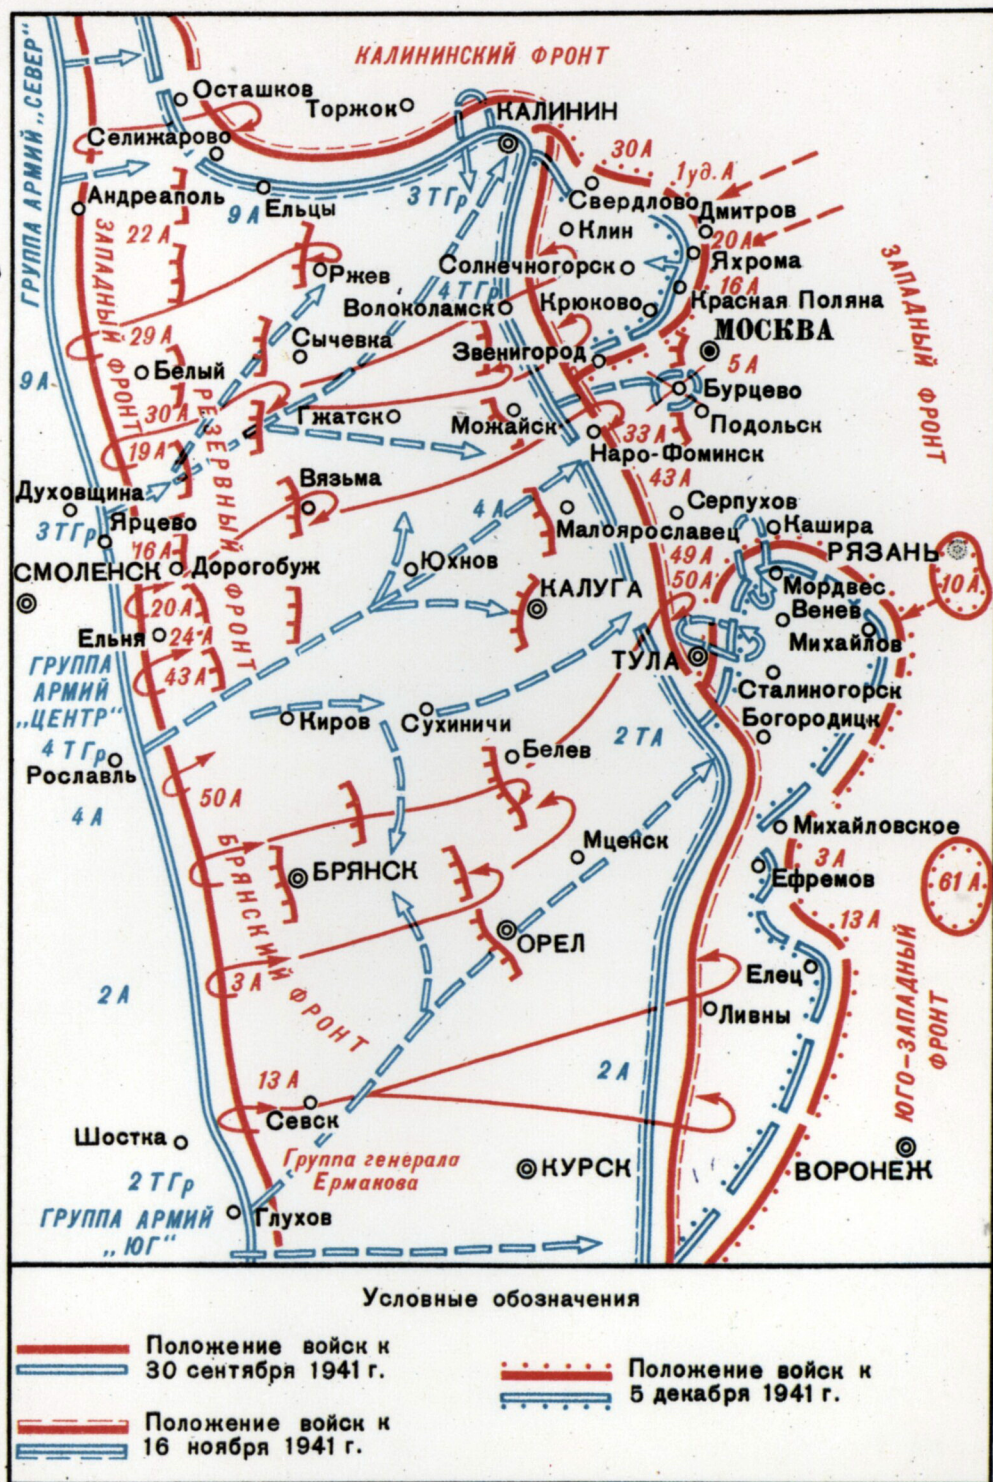 КАЛИНИНСКИЙ ФРОНТ
ГРУППА АРМИЙ „СЕВЕР“
Осташков
Торжок
КАЛИНИН
Селижарово
30 А
1 уд. А
Андреаполь
9 А
Ельцы
3 ТГр
Свердлово
Дмитров
22 А
Клин
20 А
Яхрома
ЗАПАДНЫЙ ФРОНТ
Ржев
Солнечногорск
4 ТГр
16 А
Волоколамск
Крюково
Красная Поляна
МОСКВА
ЗАПАДНЫЙ ФРОНТ
29 А
Сычевка
Звенигород
5 А
9 А
Белый
Бурцево
РЕЗЕРВНЫЙ ФРОНТ
30 А
Гжатск
Можайск
Подольск
33 А
19 А
Наро-Фоминск
43 А
Духовщина
Вязьма
Серпухов
4 А
3 ТГр
Ярцево
Малоярославец
Кашира
16 А
49 А
РЯЗАНЬ
СМОЛЕНСК
Дорогобуж
Юхнов
50 А
Мордвес
10 А
20 А
КАЛУГА
Венев
Ельня
24 А
Михайлов
ГРУППА
АРМИЙ
„ЦЕНТР“
43 А
ТУЛА
Сталиногорск
Киров
Сухиничи
Богородицк
4 ТГр
Белев
2 ТА
Рославль
50 А
4 А
БРЯНСКИЙ ФРОНТ
Михайловское
Мценск
3 А
БРЯНСК
Ефремов
61 А
13 А
ОРЕЛ
ЮГО-ЗАПАДНЫЙ
ФРОНТ
Елец
2 А
3 А
Ливны
13 А
2 А
Севск
Шостка
Группа генерала
Ермакова
КУРСК
ВОРОНЕЖ
2 ТГр
ГРУППА АРМИЙ
„ЮГ“
Глухов
Условные обозначения
Положение войск к
30 сентября 1941 г.
Положение войск к
5 декабря 1941 г.
Положение войск к
16 ноября 1941 г.